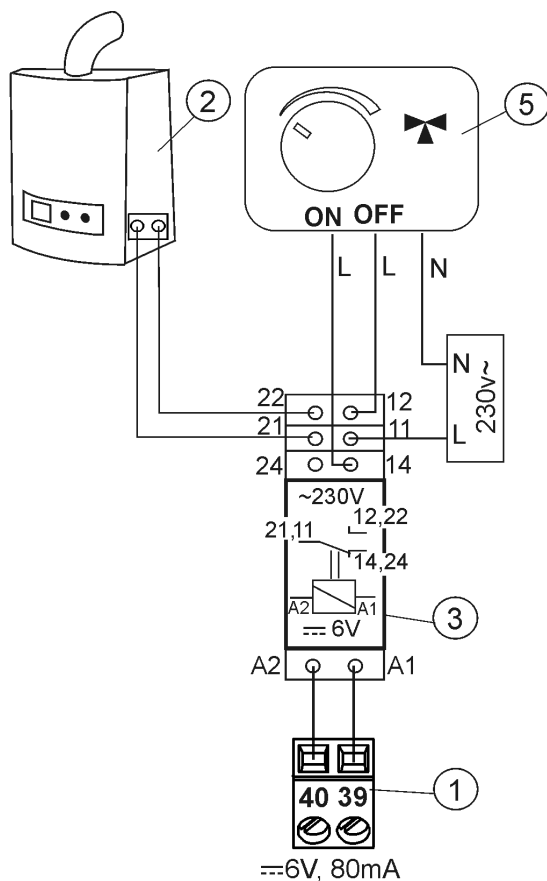 2
5
ON OFF
L L N
22 12
21 11
24 14
N
L
230v~
~230V
12,22
21,11
14,24
A2 A1
6V
3
A2 A1
40 39
1
6V, 80mA